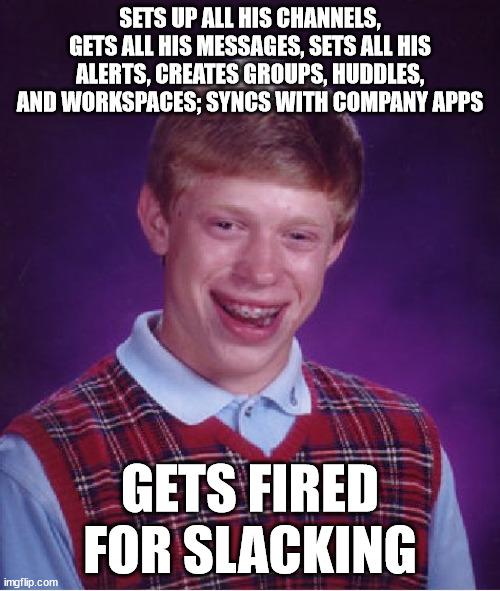 SETS UP ALL HIS CHANNELS,
GETS ALL HIS MESSAGES, SETS ALL HIS
ALERTS, CREATES GROUPS, HUDDLES,
AND WORKSPACES; SYNCS WITH COMPANY APPS
GETS FIRED
FOR SLACKING
imgflip.com